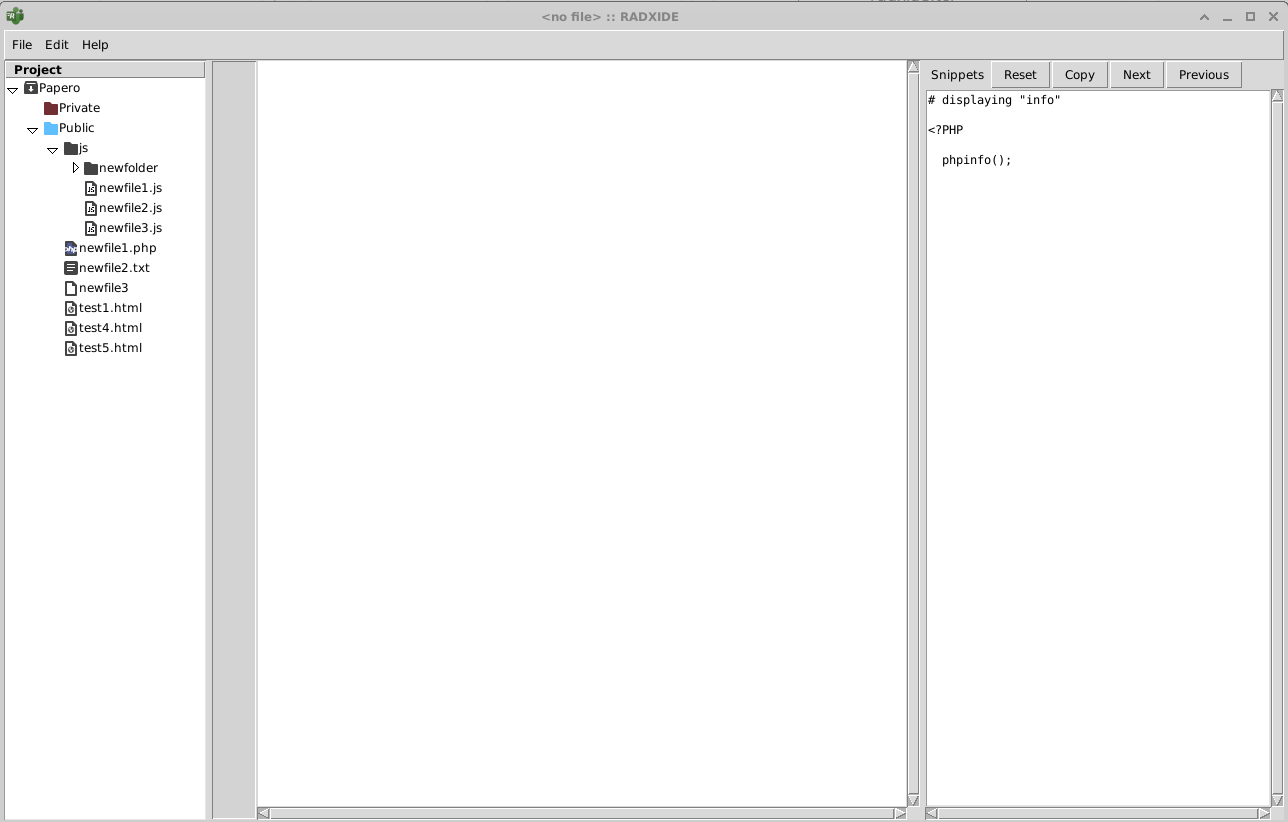 <no file> :: RADXIDE
File Edit Help
Project
Papero
Private
Public
js
newfolder
newfile1.js
newfile2.js
newfile3.js
newfile1.php
newfile2.txt
newfile3
test1.html
test4.html
test5.html
Snippets Reset Copy Next Previous
# displaying "info"
<?PHP
phpinfo();